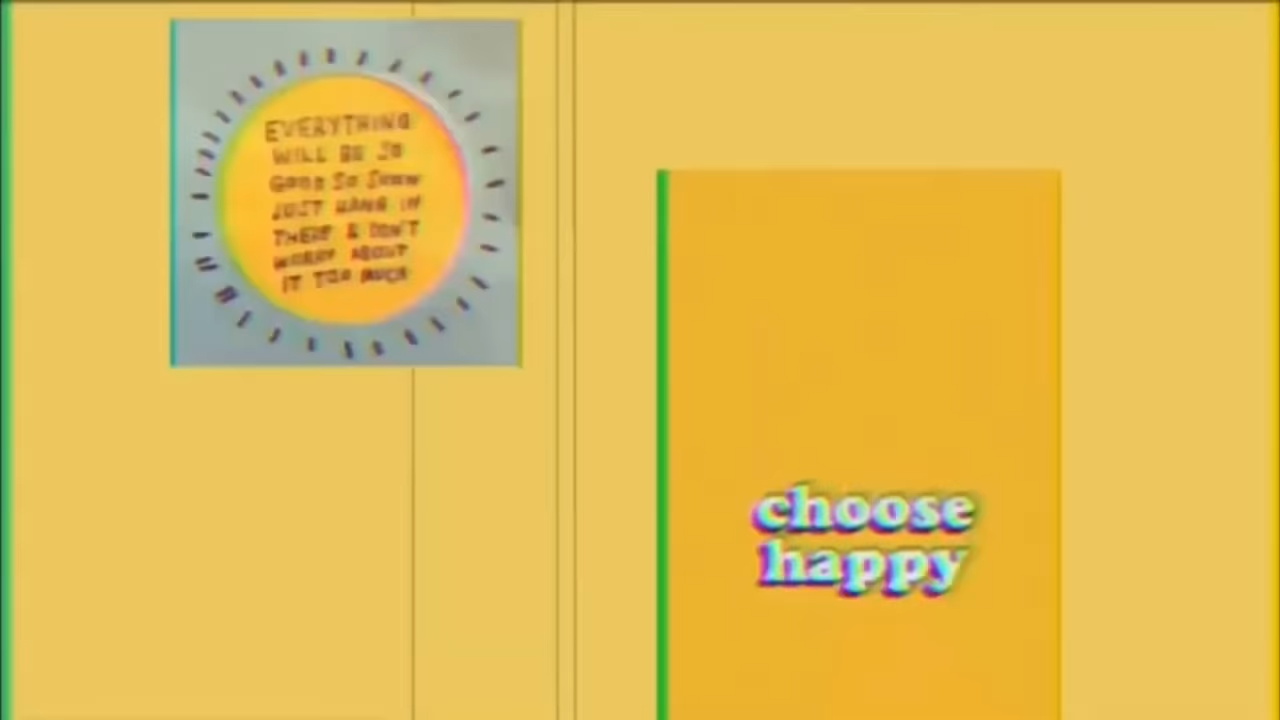 EVERYTHING
WILL BE SO
GOOD SO SOON
JUST HANG IN
THERE & DON'T
WORRY ABOUT
IT TOO MUCH
choose
happy